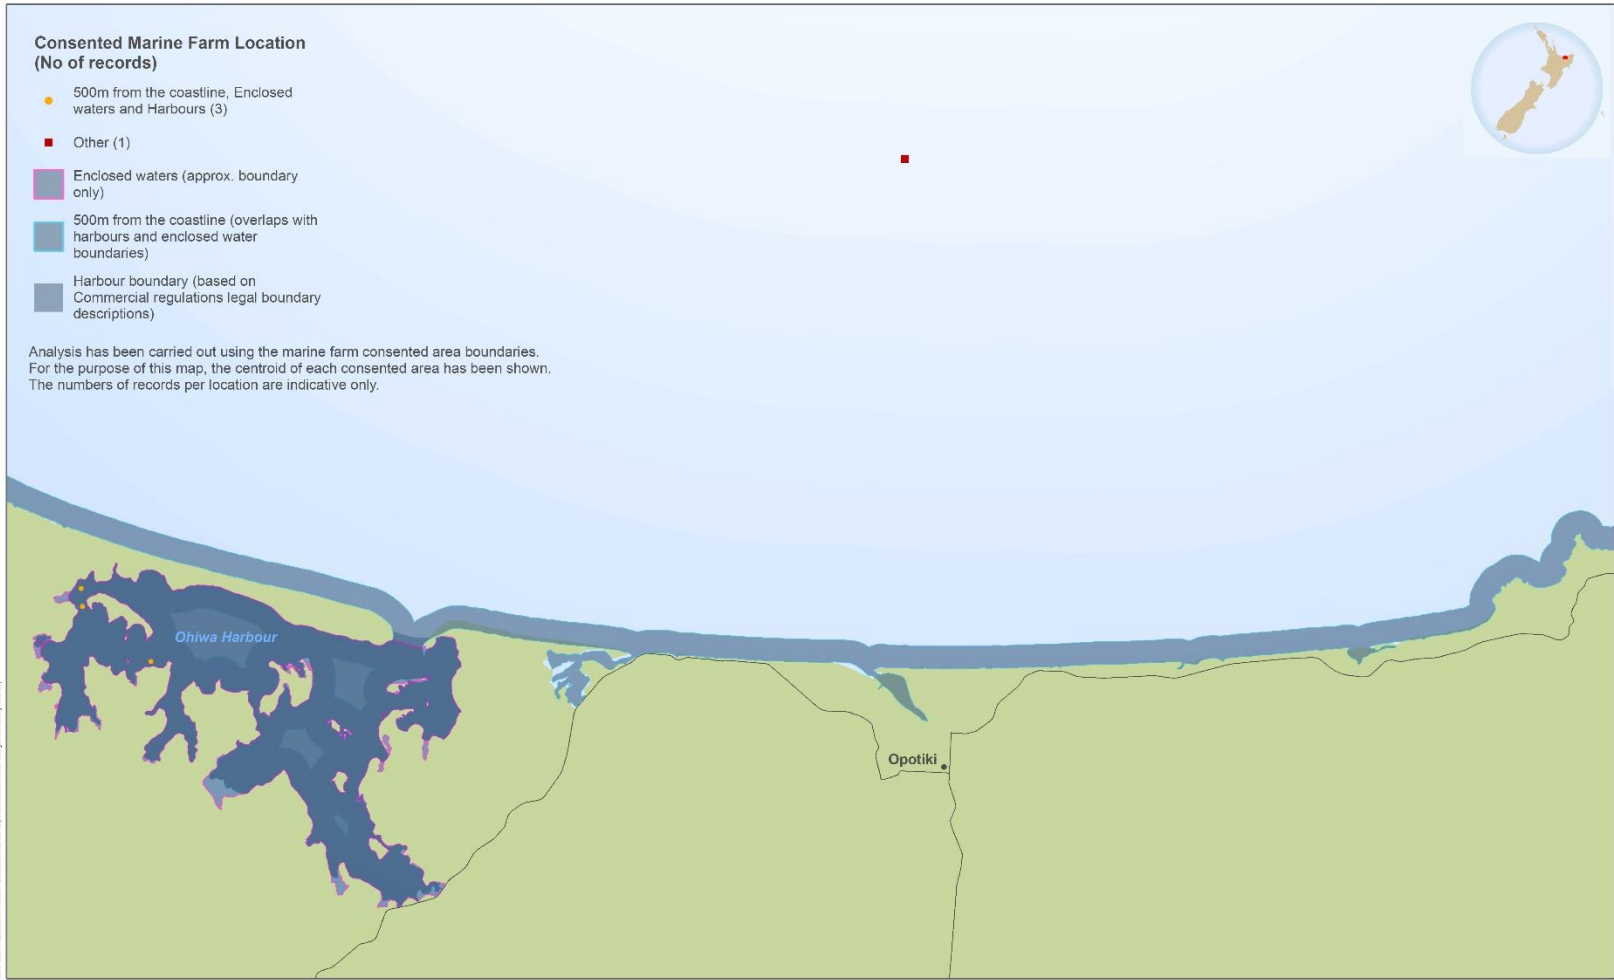 Consented Marine Farm Location
(No of records)
500m from the coastline, Enclosed
waters and Harbours (3)
Other (1)
Enclosed waters (approx. boundary
only)
500m from the coastline (overlaps with
harbours and enclosed water
boundaries)
Harbour boundary (based on
Commercial regulations legal boundary
descriptions)
Analysis has been carried out using the marine farm consented area boundaries.
For the purpose of this map, the centroid of each consented area has been shown.
The numbers of records per location are indicative only.
Ohiwa Harbour
Opotiki